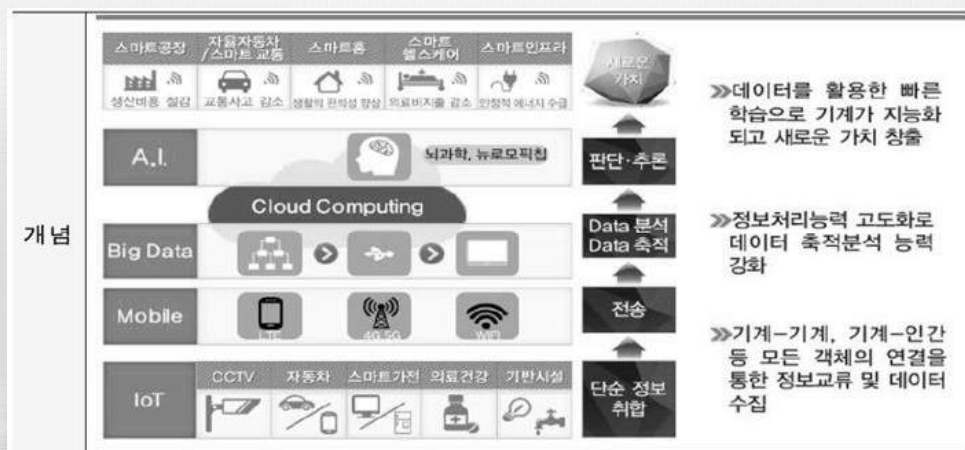 개념
스마트공장
자율자동차
/스마트 교통
스마트홈
스마트
헬스케어
스마트인프라
생산비용 절감
교통사고 감소
생활의 편의성 향상
의료비지출 감소
안정적 에너지 수급
새로운
가치
A.I.
뇌과학, 뉴로모픽칩
판단·추론
Cloud Computing
Big Data
Data 분석
Data 축적
Mobile
LTE
4G 5G
WiFi
전송
IoT
CCTV
자동차
스마트가전
의료건강
기반시설
단순 정보
취합
»데이터를 활용한 빠른
학습으로 기계가 지능화
되고 새로운 가치 창출
»정보처리능력 고도화로
데이터 축적분석 능력
강화
»기계-기계, 기계-인간
등 모든 객체의 연결을
통한 정보교류 및 데이터
수집